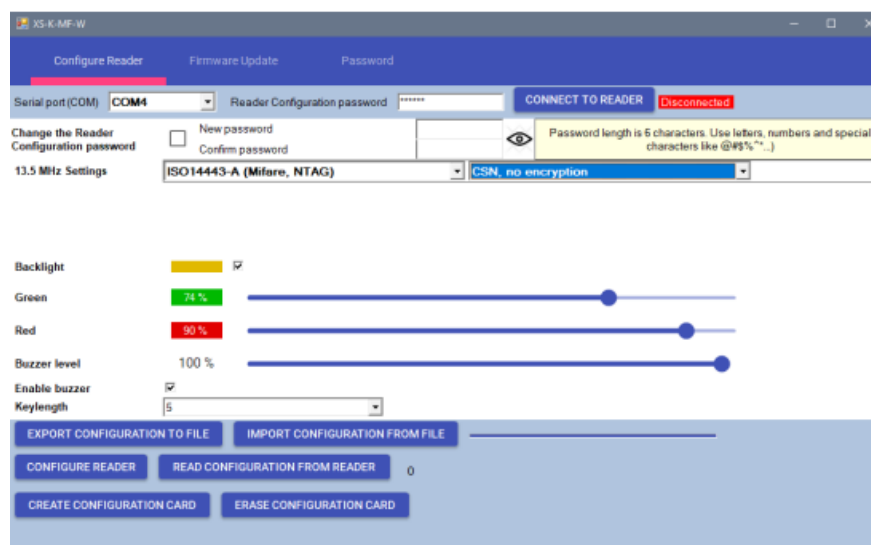 XS-K-MF-W
Configure Reader Firmware Update Password
Serial port (COM) COM4 Reader Configuration password ****** CONNECT TO READER Disconnected
Change the Reader
Configuration password
New password
Confirm password
Password length is 6 characters. Use letters, numbers and special
characters like @#$%^*..)
13.5 MHz Settings ISO14443-A (Mifare, NTAG) CSN, no encryption
Backlight
Green 74 %
Red 90 %
Buzzer level 100 %
Enable buzzer
Keylength 5
EXPORT CONFIGURATION TO FILE IMPORT CONFIGURATION FROM FILE
CONFIGURE READER READ CONFIGURATION FROM READER 0
CREATE CONFIGURATION CARD ERASE CONFIGURATION CARD